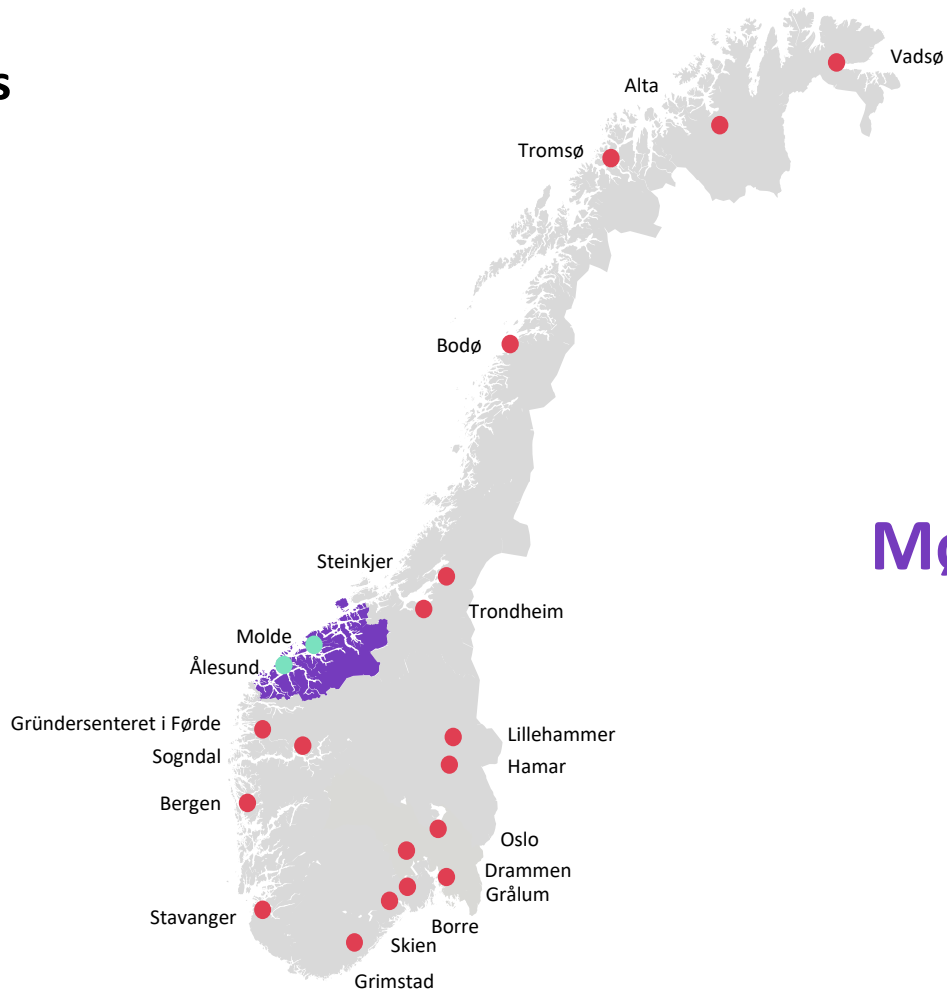 s
Vadsø
Alta
Tromsø
Bodø
Steinkjer
Trondheim
Mø
Molde
Ålesund
Gründersenteret i Førde
Sogndal
Lillehammer
Hamar
Bergen
Oslo
Drammen
Grålum
Stavanger
Borre
Skien
Grimstad